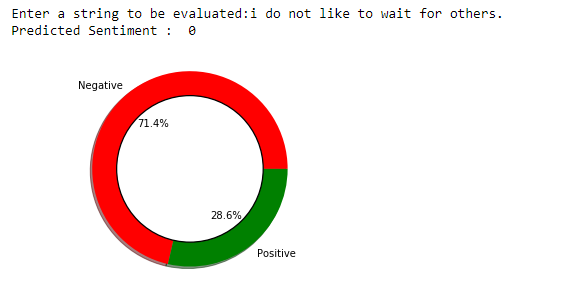 Enter a string to be evaluated:i do not like to wait for others.
Predicted Sentiment :  0
Negative
71.4%
28.6%
Positive